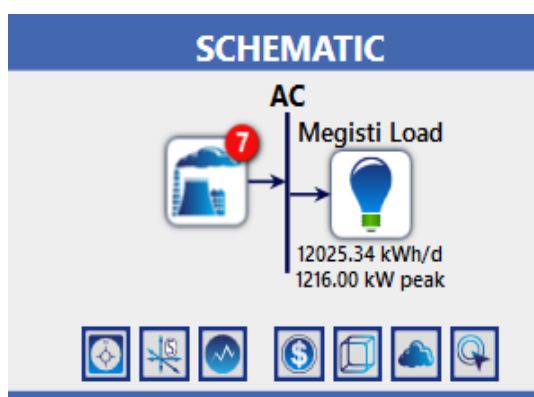 SCHEMATIC
AC
7
Megisti Load
12025.34 kWh/d
1216.00 kW peak
$